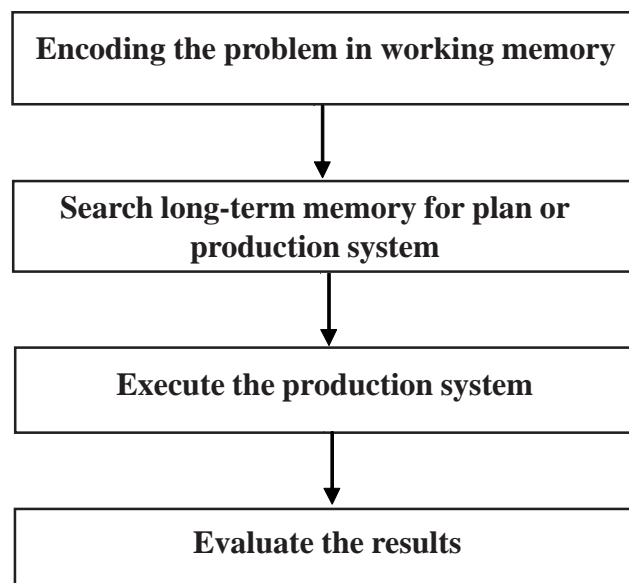 Encoding the problem in working memory
Search long-term memory for plan or
production system
Execute the production system
Evaluate the results